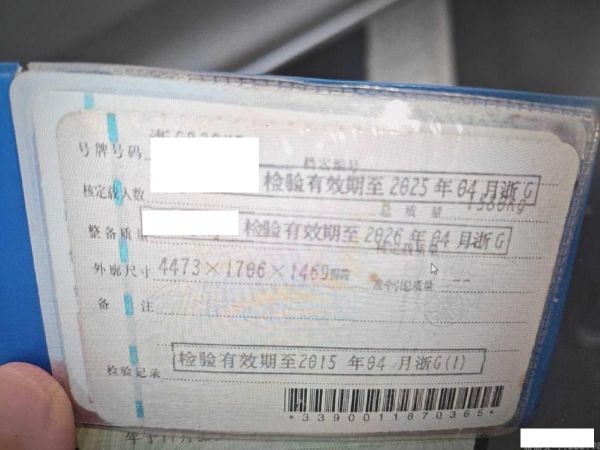 号牌号码
档案编号
核定载人数 检验有效期至2025年04月浙G
总质量 1500kg
整备质量 检验有效期至2026年04月浙G
外廓尺寸 4473×1706×1469mm 准牵引总质量 --
备注
检验记录 检验有效期至2015年04月浙G(1)
*3390011870365*